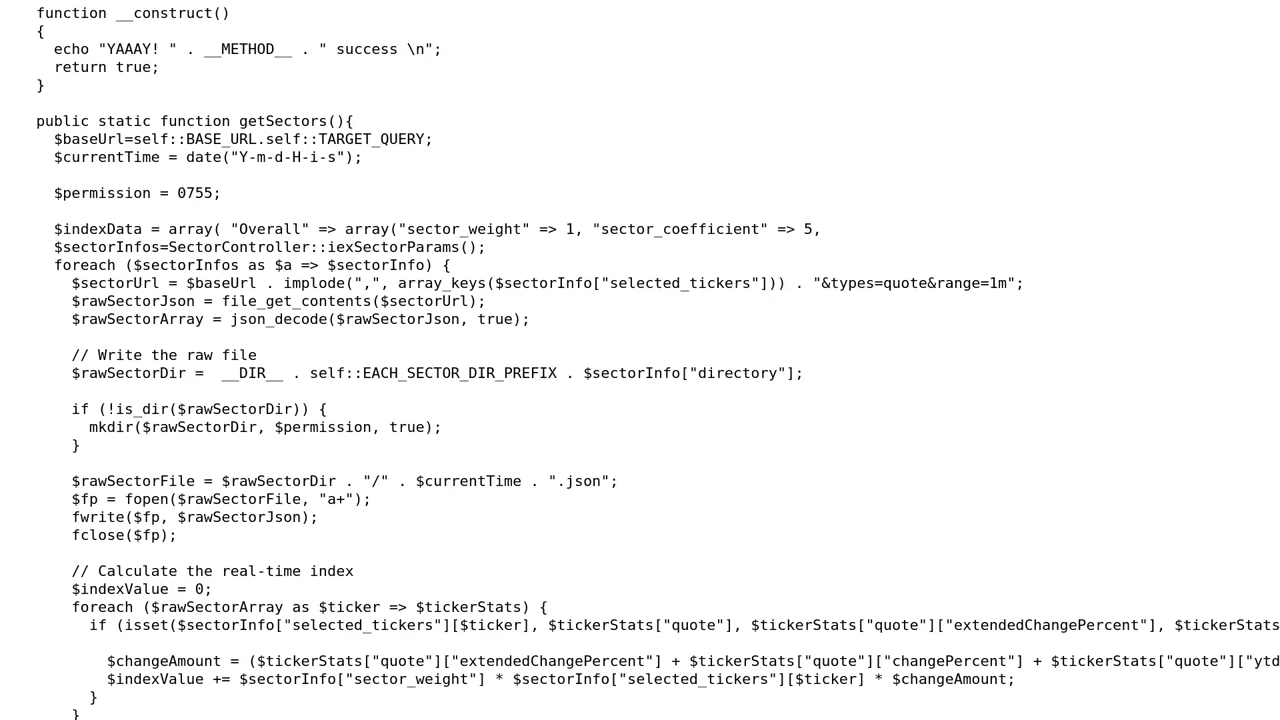 function __construct()
{
echo "YAAAY! " . __METHOD__ . " success \n";
return true;
}
public static function getSectors(){
$baseUrl=self::BASE_URL.self::TARGET_QUERY;
$currentTime = date("Y-m-d-H-i-s");
$permission = 0755;
$indexData = array( "Overall" => array("sector_weight" => 1, "sector_coefficient" => 5,
$sectorInfos=SectorController::iexSectorParams();
foreach ($sectorInfos as $a => $sectorInfo) {
$sectorUrl = $baseUrl . implode(",", array_keys($sectorInfo["selected_tickers"])) . "&types=quote&range=1m";
$rawSectorJson = file_get_contents($sectorUrl);
$rawSectorArray = json_decode($rawSectorJson, true);
// Write the raw file
$rawSectorDir =  __DIR__ . self::EACH_SECTOR_DIR_PREFIX . $sectorInfo["directory"];
if (!is_dir($rawSectorDir)) {
mkdir($rawSectorDir, $permission, true);
}
$rawSectorFile = $rawSectorDir . "/" . $currentTime . ".json";
$fp = fopen($rawSectorFile, "a+");
fwrite($fp, $rawSectorJson);
fclose($fp);
// Calculate the real-time index
$indexValue = 0;
foreach ($rawSectorArray as $ticker => $tickerStats) {
if (isset($sectorInfo["selected_tickers"][$ticker], $tickerStats["quote"], $tickerStats["quote"]["extendedChangePercent"], $tickerStats
$changeAmount = ($tickerStats["quote"]["extendedChangePercent"] + $tickerStats["quote"]["changePercent"] + $tickerStats["quote"]["ytd
$indexValue += $sectorInfo["sector_weight"] * $sectorInfo["selected_tickers"][$ticker] * $changeAmount;
}
}